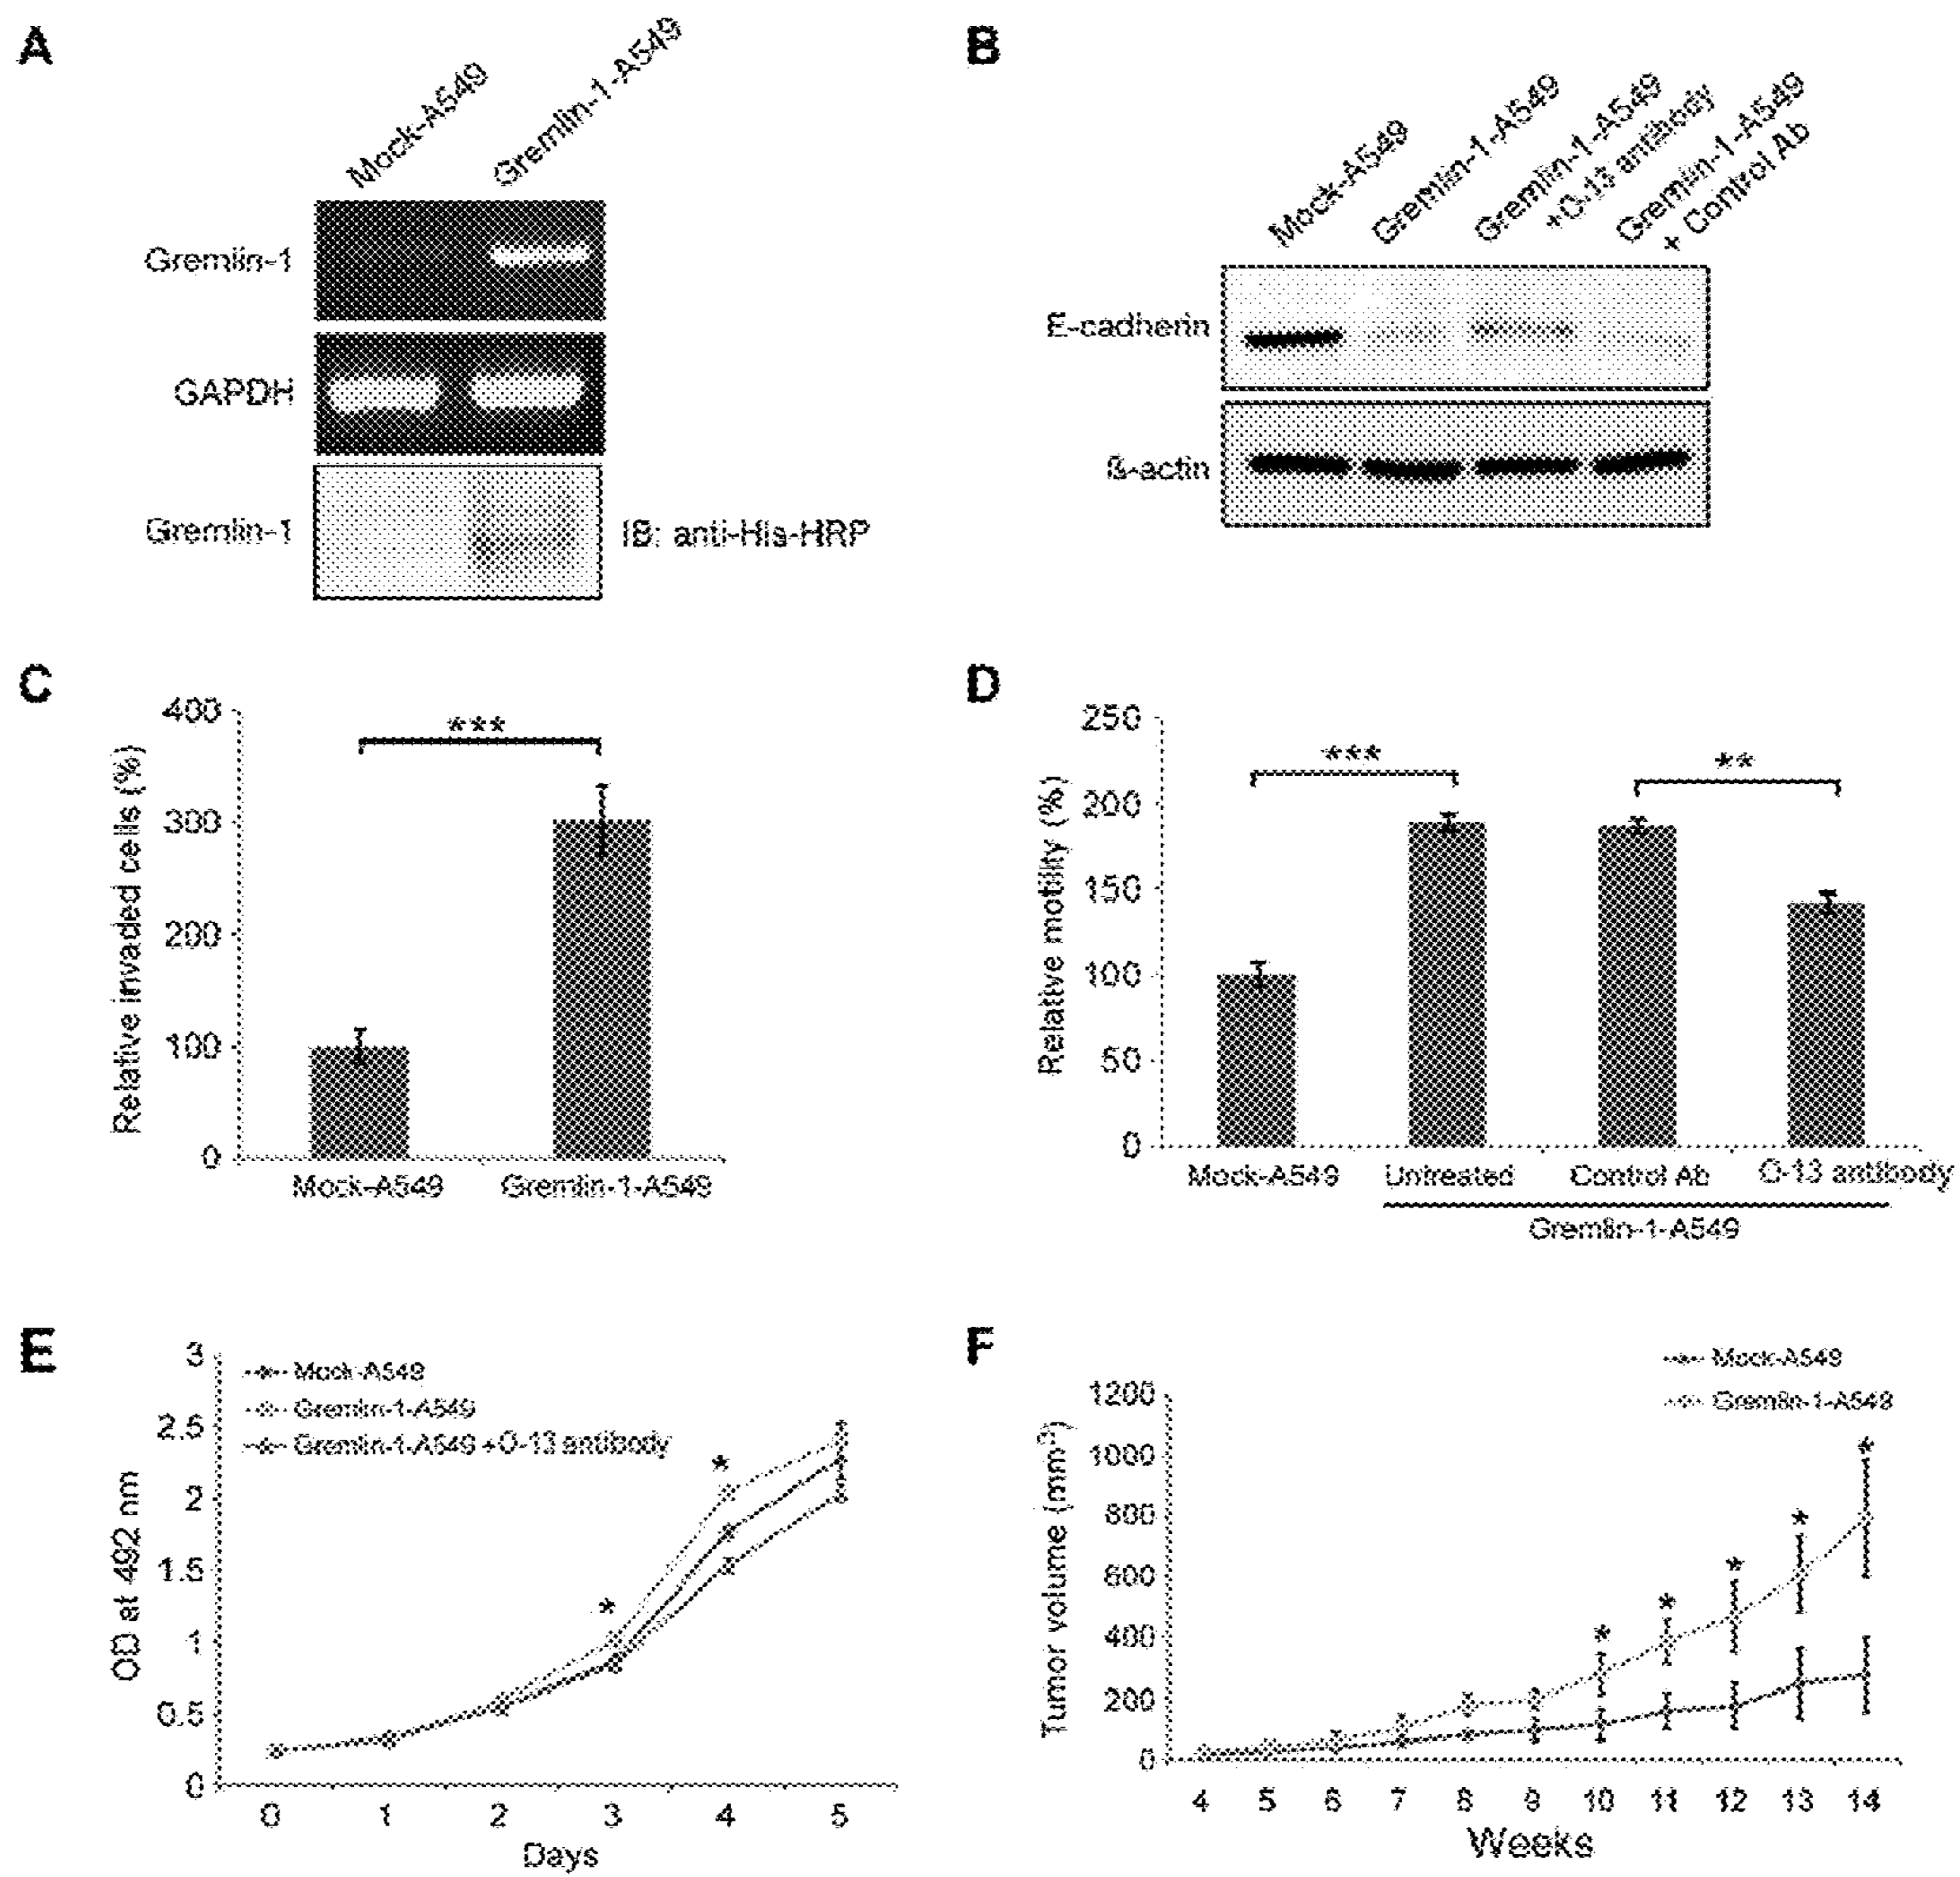 A
Mock-A549
Gremlin-1-A549
Gremlin-1
GAPDH
Gremlin-1
IB: anti-His-HRP
B
Mock-A549
Gremlin-1-A549
Gremlin-1-A549
+O-13 antibody
Gremlin-1-A549
+ Control Ab
E-cadherin
ß-actin
C
Relative invaded cells (%)
400
300
200
100
0
***
Mock-A549
Gremlin-1-A549
D
Relative motility (%)
250
200
150
100
50
0
***
**
Mock-A549
Untreated
Control Ab
O-13 antibody
Gremlin-1-A549
E
OD at 492 nm
3
2.5
2
1.5
1
0.5
0
Mock-A549
Gremlin-1-A549
Gremlin-1-A549 +O-13 antibody
*
*
0 1 2 3 4 5
Days
F
Mock-A549
Gremlin-1-A549
Tumor volume (mm³)
1200
1000
800
600
400
200
0
*
*
*
*
*
4 5 6 7 8 9 10 11 12 13 14
Weeks